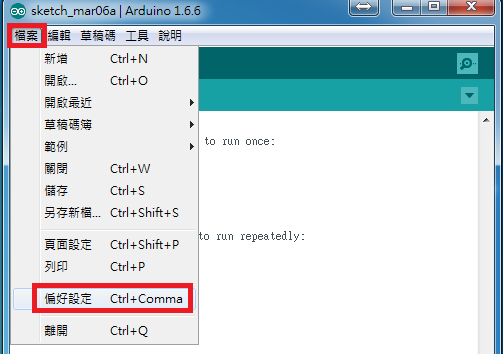 sketch_mar06a | Arduino 1.6.6
檔案 編輯 草稿碼 工具 說明
新增 Ctrl+N
開啟... Ctrl+O
開啟最近
草稿碼簿
範例
to run once:
關閉 Ctrl+W
儲存 Ctrl+S
另存新檔... Ctrl+Shift+S
to run repeatedly:
頁面設定 Ctrl+Shift+P
列印 Ctrl+P
偏好設定 Ctrl+Comma
離開 Ctrl+Q